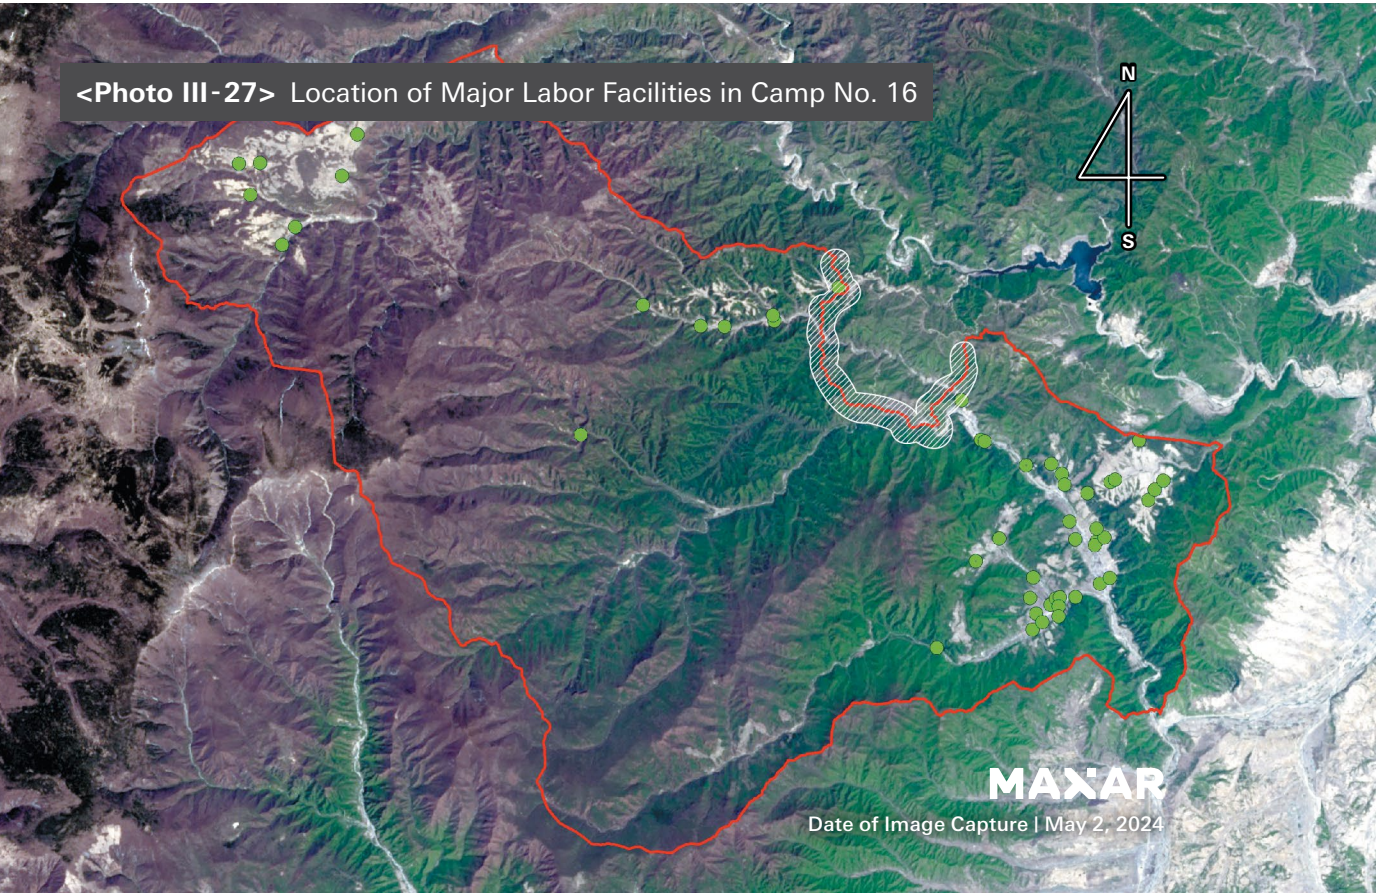 <Photo III-27> Location of Major Labor Facilities in Camp No. 16
N
S
MAXAR
Date of Image Capture | May 2, 2024